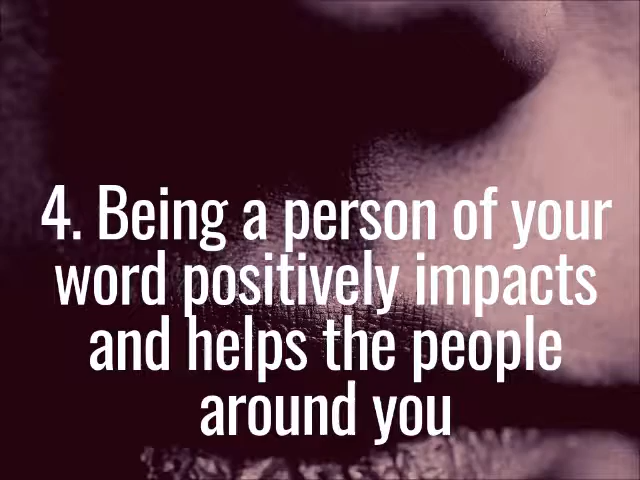 4. Being a person of your
word positively impacts
and helps the people
around you